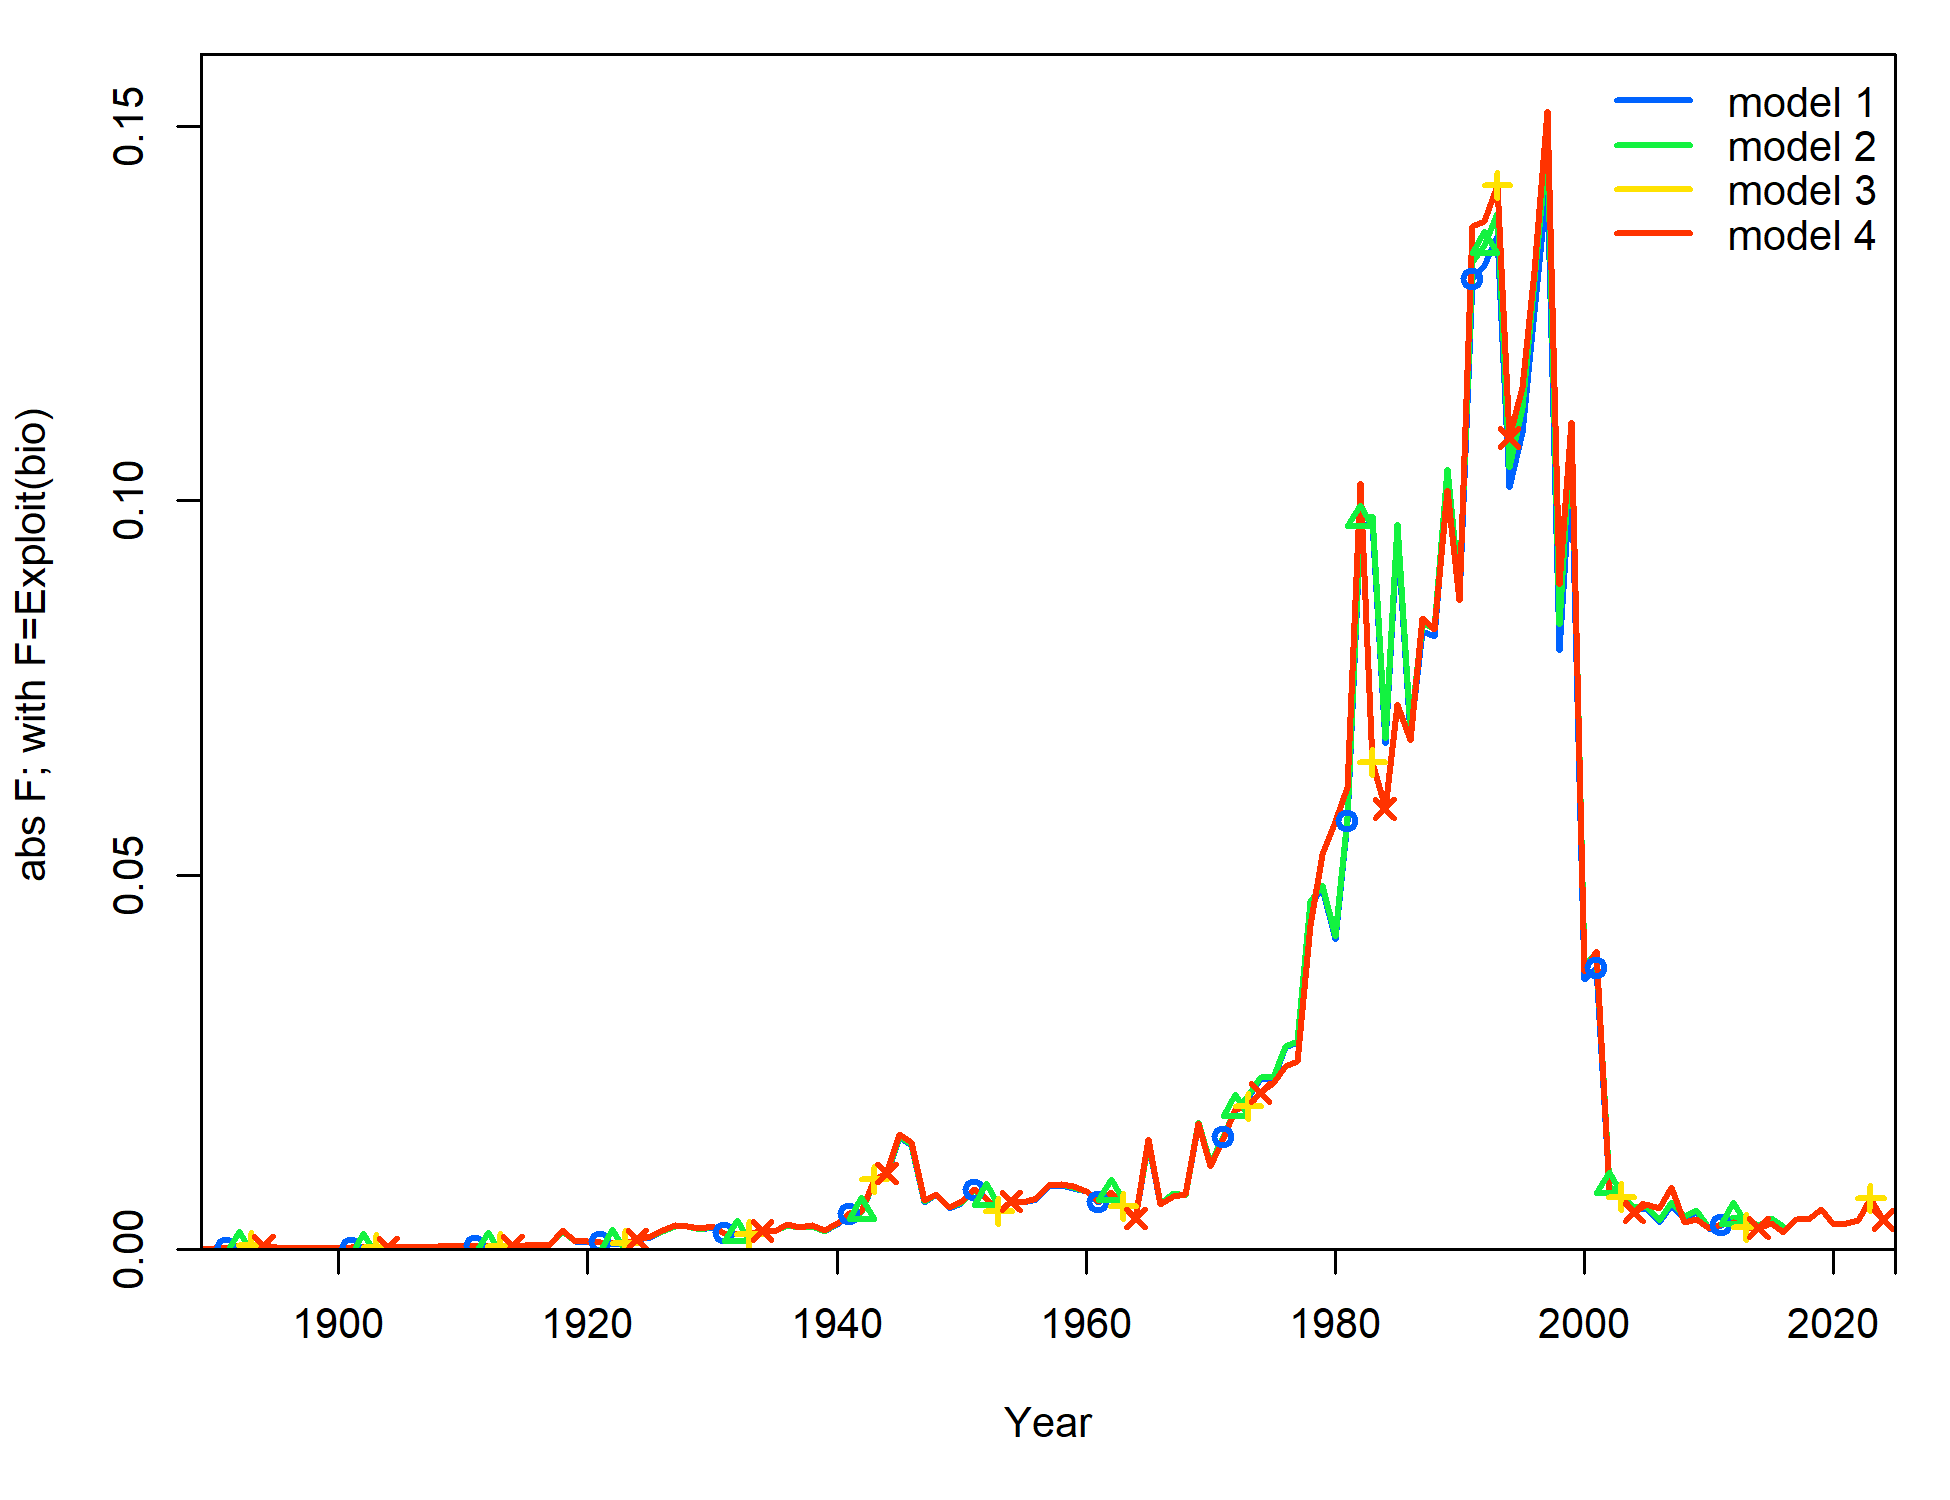 model 1
model 2
model 3
model 4
abs F; with F=Exploit(bio)
0.15
0.10
0.05
0.00
1900 1920 1940 1960 1980 2000 2020
Year